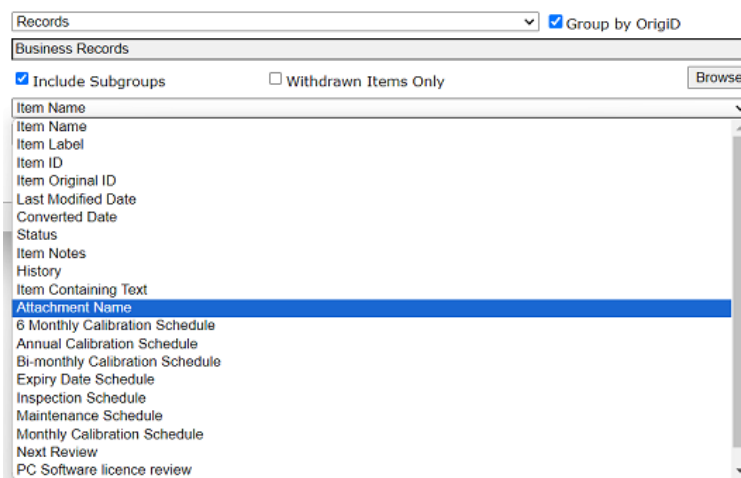 Records Group by OrigID
Business Records
Include Subgroups Withdrawn Items Only Browse
Item Name
Item Name
Item Label
Item ID
Item Original ID
Last Modified Date
Converted Date
Status
Item Notes
History
Item Containing Text
Attachment Name
6 Monthly Calibration Schedule
Annual Calibration Schedule
Bi-monthly Calibration Schedule
Expiry Date Schedule
Inspection Schedule
Maintenance Schedule
Monthly Calibration Schedule
Next Review
PC Software licence review